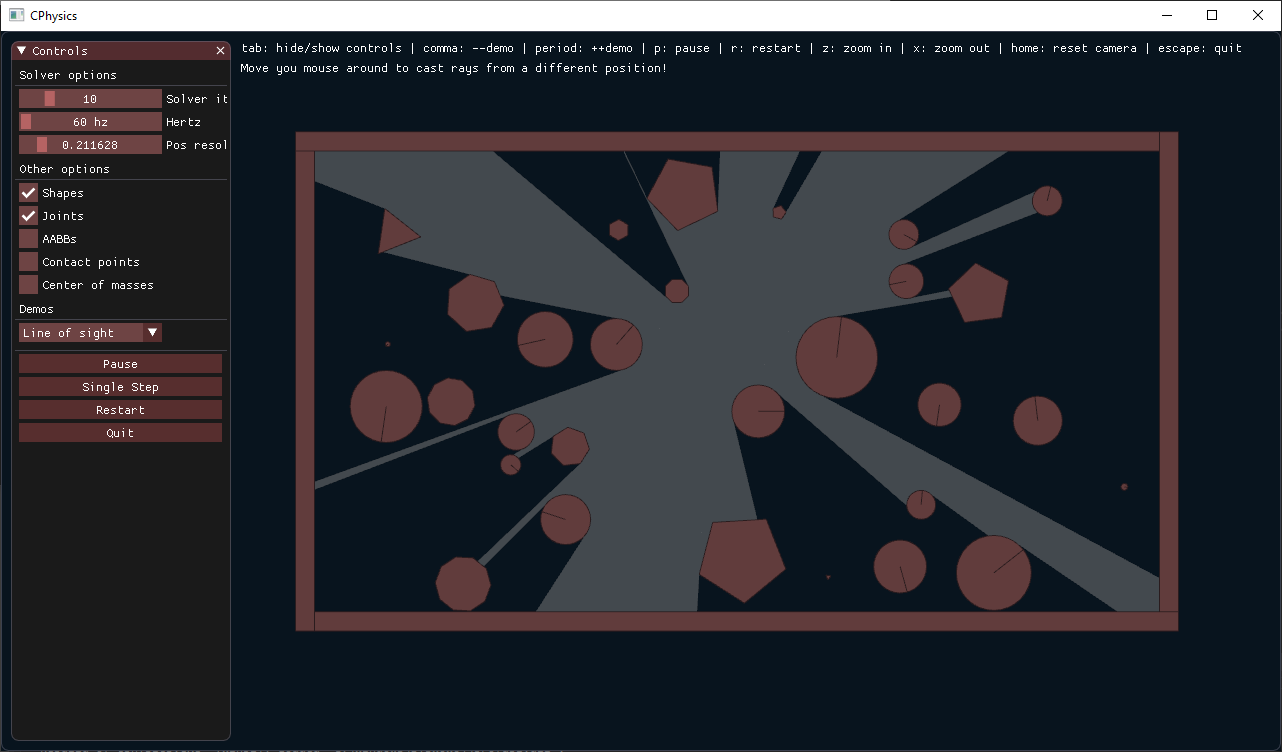 CPhysics
Controls
tab: hide/show controls | comma: --demo | period: ++demo | p: pause | r: restart | z: zoom in | x: zoom out | home: reset camera | escape: quit
Move you mouse around to cast rays from a different position!
Solver options
10 Solver it
60 hz Hertz
0.211628 Pos resol
Other options
Shapes
Joints
AABBs
Contact points
Center of masses
Demos
Line of sight
Pause
Single Step
Restart
Quit